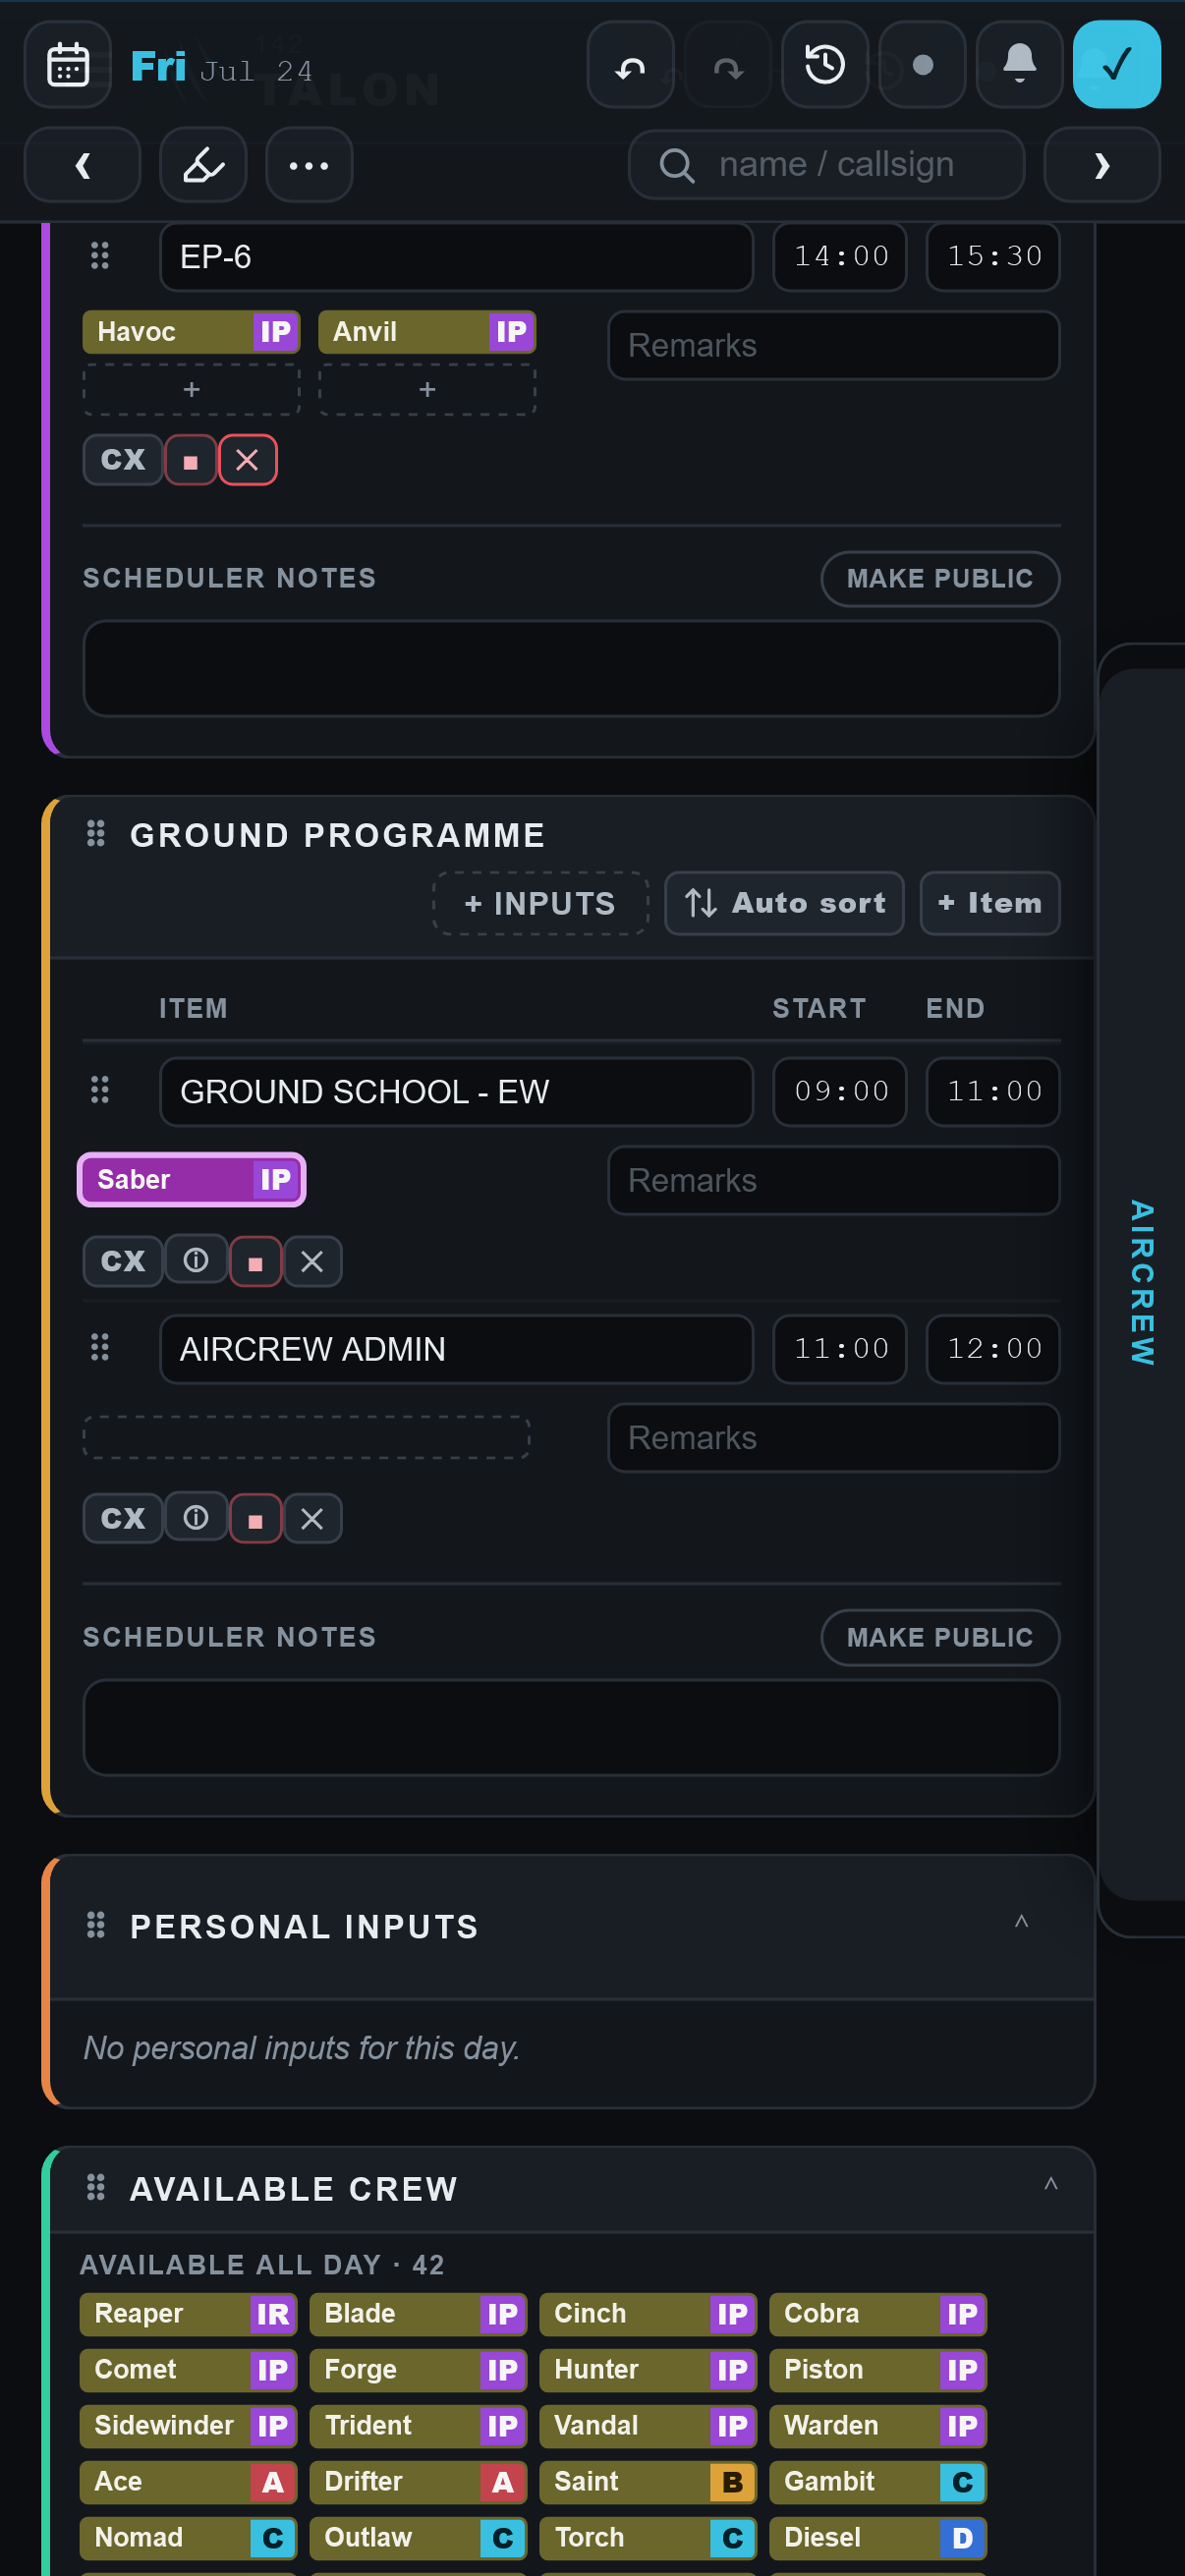 Fri Jul 24
142
TALON
✓
‹
...
name / callsign
›
EP-6 14:00 15:30
Havoc IP Anvil IP Remarks
+ +
CX
SCHEDULER NOTES MAKE PUBLIC
GROUND PROGRAMME
+ INPUTS Auto sort + Item
ITEM START END
GROUND SCHOOL - EW 09:00 11:00
Saber IP Remarks
CX
AIRCREW
AIRCREW ADMIN 11:00 12:00
Remarks
CX
SCHEDULER NOTES MAKE PUBLIC
PERSONAL INPUTS
No personal inputs for this day.
AVAILABLE CREW
AVAILABLE ALL DAY · 42
Reaper IR Blade IP Cinch IP Cobra IP
Comet IP Forge IP Hunter IP Piston IP
Sidewinder IP Trident IP Vandal IP Warden IP
Ace A Drifter A Saint B Gambit C
Nomad C Outlaw C Torch C Diesel D